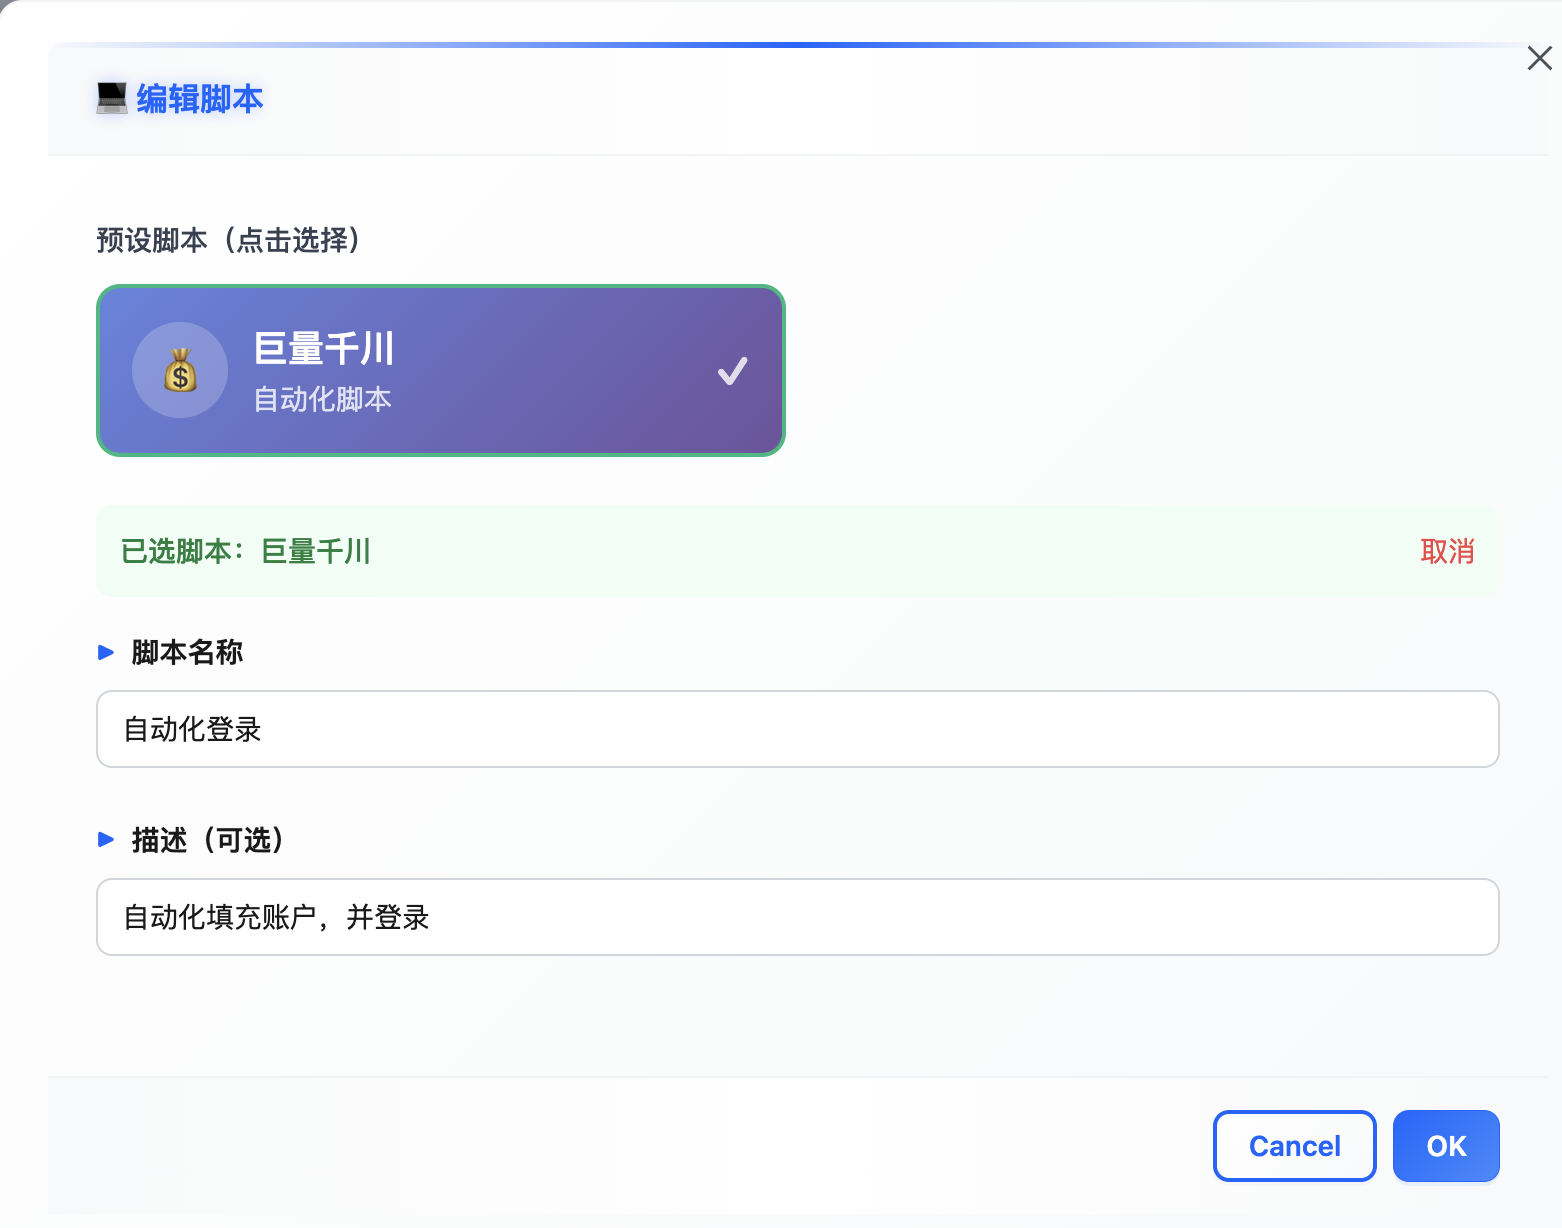 编辑脚本
预设脚本（点击选择）
巨量千川
自动化脚本
已选脚本：巨量千川
取消
脚本名称
自动化登录
描述（可选）
自动化填充账户，并登录
Cancel
OK